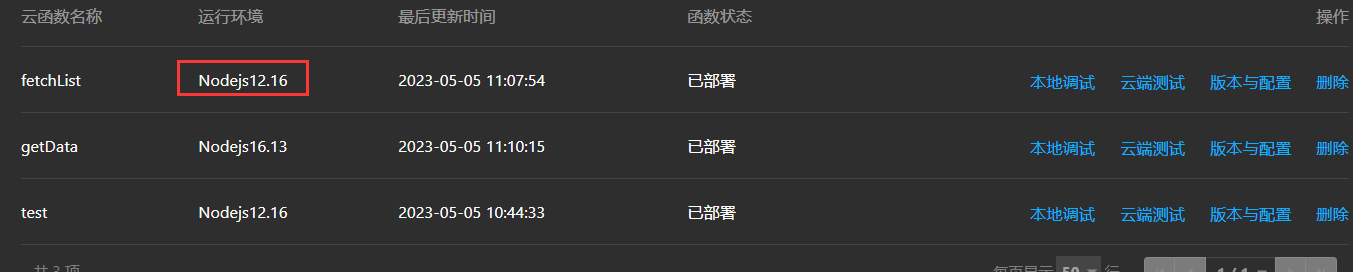 云函数名称 运行环境 最后更新时间 函数状态 操作
fetchList Nodejs12.16 2023-05-05 11:07:54 已部署 本地调试 云端测试 版本与配置 删除
getData Nodejs16.13 2023-05-05 11:10:15 已部署 本地调试 云端测试 版本与配置 删除
test Nodejs12.16 2023-05-05 10:44:33 已部署 本地调试 云端测试 版本与配置 删除
共 3 项 每页显示 50 行 1 / 1